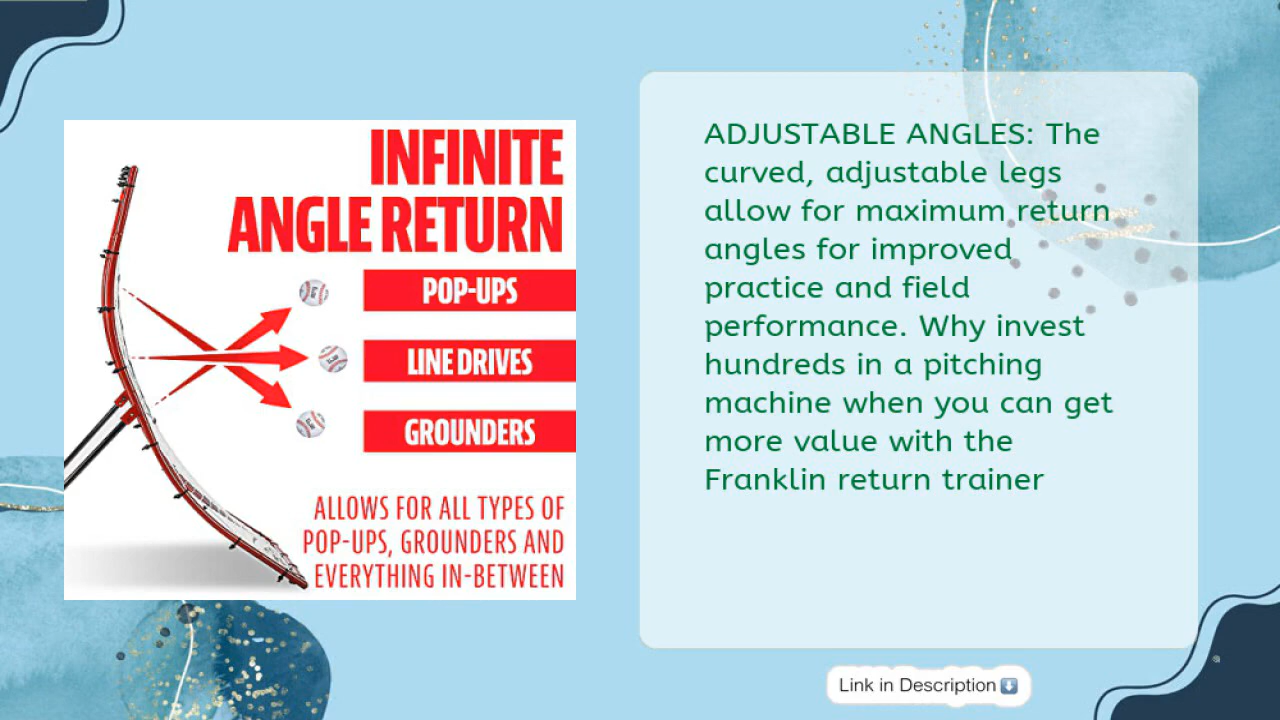 INFINITE
ANGLE RETURN
POP-UPS
LINE DRIVES
GROUNDERS
ALLOWS FOR ALL TYPES OF
POP-UPS, GROUNDERS AND
EVERYTHING IN-BETWEEN
ADJUSTABLE ANGLES: The
curved, adjustable legs
allow for maximum return
angles for improved
practice and field
performance. Why invest
hundreds in a pitching
machine when you can get
more value with the
Franklin return trainer
Link in Description⬇️